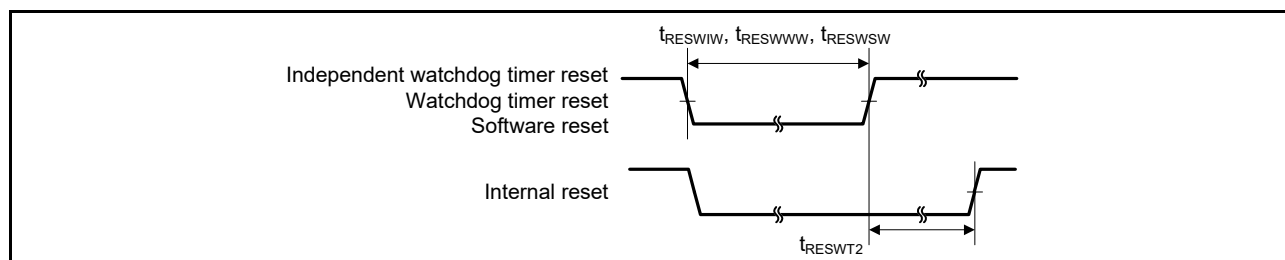 tRESWIW, tRESWWW, tRESWSW
Independent watchdog timer reset
Watchdog timer reset
Software reset
Internal reset
tRESWT2